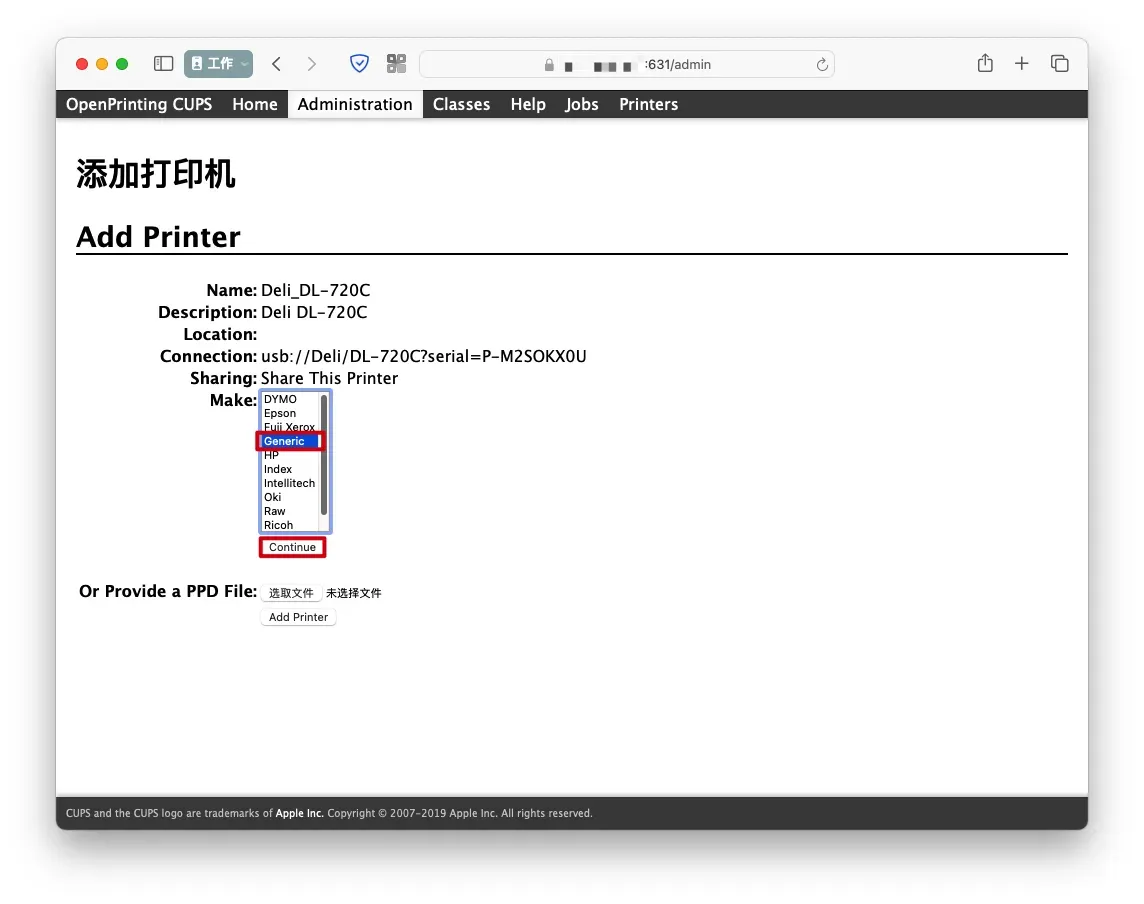 工作
:631/admin
OpenPrinting CUPS Home Administration Classes Help Jobs Printers
添加打印机
Add Printer
Name: Deli_DL-720C
Description: Deli DL-720C
Location:
Connection: usb://Deli/DL-720C?serial=P-M2SOKX0U
Sharing: Share This Printer
Make: DYMO
Epson
Fuji Xerox
Generic
HP
Index
Intellitech
Oki
Raw
Ricoh
Continue
Or Provide a PPD File: 选取文件 未选择文件
Add Printer
CUPS and the CUPS logo are trademarks of Apple Inc. Copyright © 2007-2019 Apple Inc. All rights reserved.